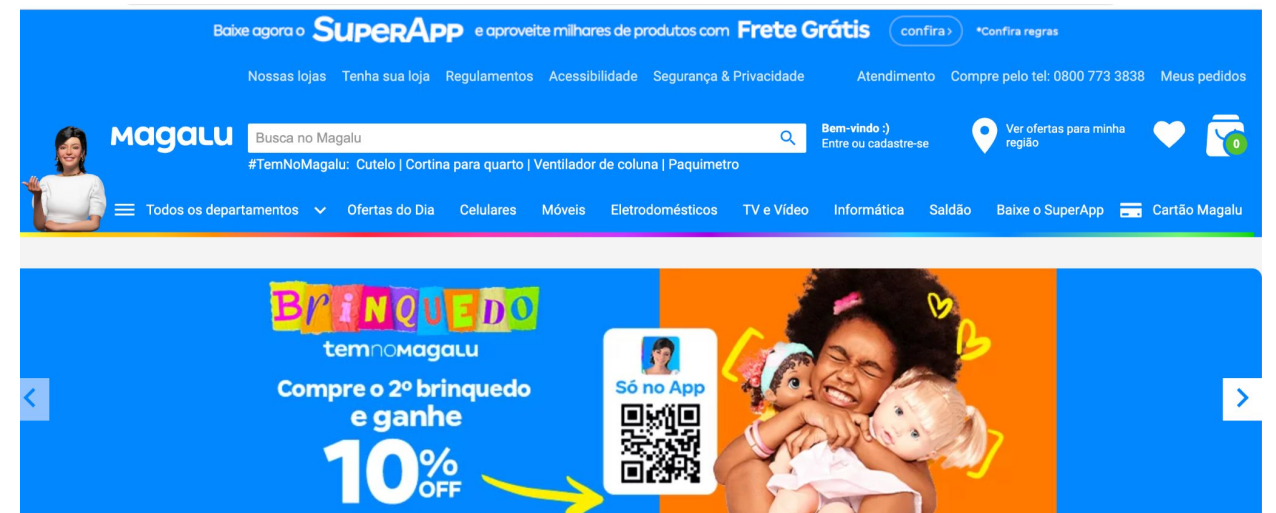 Baixe agora o SuperApp e aproveite milhares de produtos com Frete Grátis confira> *Confira regras
Nossas lojas Tenha sua loja Regulamentos Acessibilidade Segurança & Privacidade Atendimento Compre pelo tel: 0800 773 3838 Meus pedidos
Magalu Busca no Magalu Bem-vindo :) Ver ofertas para minha
Entre ou cadastre-se região 0
#TemNoMagalu: Cutelo | Cortina para quarto | Ventilador de coluna | Paquimetro
Todos os departamentos Ofertas do Dia Celulares Móveis Eletrodomésticos TV e Vídeo Informática Saldão Baixe o SuperApp Cartão Magalu
BrINQUEDO
temnomagalu
Compre o 2º brinquedo
e ganhe
10% OFF
Só no App